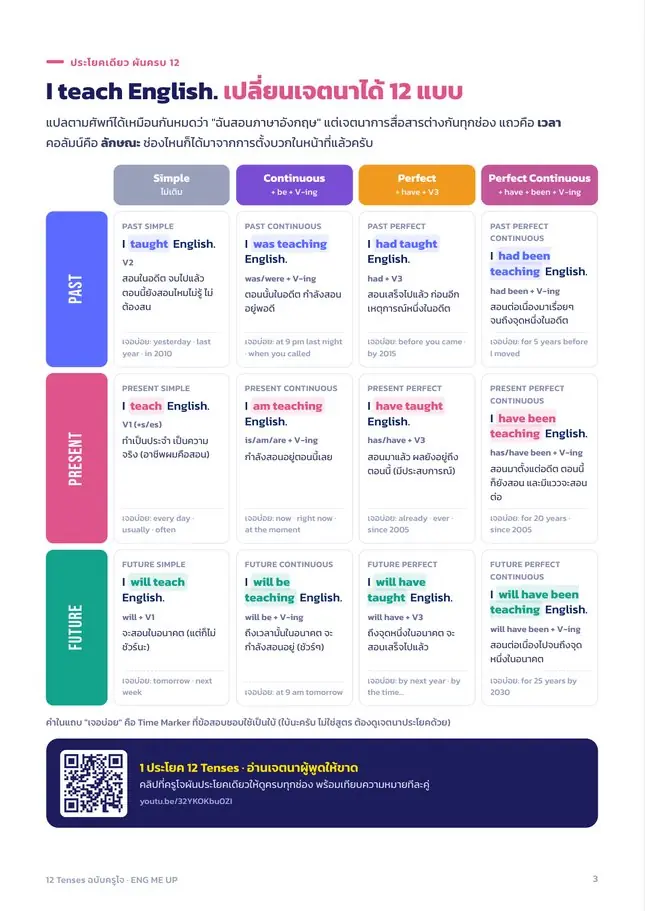 ประโยคเดียว ผันครบ 12
I teach English. เปลี่ยนเจตนาได้ 12 แบบ
แปลตามศัพท์ได้เหมือนกันหมดว่า "ฉันสอนภาษาอังกฤษ" แต่เจตนาการสื่อสารต่างกันทุกช่อง แถวคือ เวลา
คอลัมน์คือ ลักษณะ ช่องไหนก็ได้มาจากการตั้งบวกในหน้าที่แล้วครับ
Simple
ไม่เติม
Continuous
+ be + V-ing
Perfect
+ have + V3
Perfect Continuous
+ have + been + V-ing
PAST
PAST SIMPLE
I taught English.
V2
สอนในอดีต จบไปแล้ว
ตอนนี้ยังสอนไหมไม่รู้ ไม่
ต้องสน
เจอบ่อย: yesterday · last
year · in 2010
PAST CONTINUOUS
I was teaching
English.
was/were + V-ing
ตอนนั้นในอดีต กำลังสอน
อยู่พอดี
เจอบ่อย: at 9 pm last night
· when you called
PAST PERFECT
I had taught
English.
had + V3
สอนเสร็จไปแล้ว ก่อนอีก
เหตุการณ์หนึ่งในอดีต
เจอบ่อย: before you came ·
by 2015
PAST PERFECT
CONTINUOUS
I had been
teaching English.
had been + V-ing
สอนต่อเนื่องมาเรื่อยๆ
จนถึงจุดหนึ่งในอดีต
เจอบ่อย: for 5 years before
I moved
PRESENT
PRESENT SIMPLE
I teach English.
V1 (+s/es)
ทำเป็นประจำ เป็นความ
จริง (อาชีพผมคือสอน)
เจอบ่อย: every day ·
usually · often
PRESENT CONTINUOUS
I am teaching
English.
is/am/are + V-ing
กำลังสอนอยู่ตอนนี้เลย
เจอบ่อย: now · right now ·
at the moment
PRESENT PERFECT
I have taught
English.
has/have + V3
สอนมาแล้ว ผลยังอยู่ถึง
ตอนนี้ (มีประสบการณ์)
เจอบ่อย: already · ever ·
since 2005
PRESENT PERFECT
CONTINUOUS
I have been
teaching English.
has/have been + V-ing
สอนมาตั้งแต่อดีต ตอนนี้
ก็ยังสอน และมีแววจะสอน
ต่อ
เจอบ่อย: for 20 years ·
since 2005
FUTURE
FUTURE SIMPLE
I will teach
English.
will + V1
จะสอนในอนาคต (แต่ก็ไม่
ชัวร์นะ)
เจอบ่อย: tomorrow · next
week
FUTURE CONTINUOUS
I will be
teaching English.
will be + V-ing
ถึงเวลานั้นในอนาคต จะ
กำลังสอนอยู่ (ชัวร์ๆ)
เจอบ่อย: at 9 am tomorrow
FUTURE PERFECT
I will have
taught English.
will have + V3
ถึงจุดหนึ่งในอนาคต จะ
สอนเสร็จไปแล้ว
เจอบ่อย: by next year · by
the time…
FUTURE PERFECT
CONTINUOUS
I will have been
teaching English.
will have been + V-ing
สอนต่อเนื่องไปจนถึงจุด
หนึ่งในอนาคต
เจอบ่อย: for 25 years by
2030
คำในแถบ "เจอบ่อย" คือ Time Marker ที่ข้อสอบชอบใช้เป็นใบ้ (ใบ้นะครับ ไม่ใช่สูตร ต้องดูเจตนาประโยคด้วย)
1 ประโยค 12 Tenses · อ่านเจตนาผู้พูดให้ขาด
คลิปที่ครูโจผันประโยคเดียวให้ดูครบทุกช่อง พร้อมเทียบความหมายทีละคู่
youtu.be/32YKOKbu0ZI
12 Tenses ฉบับครูโจ · ENG ME UP
3